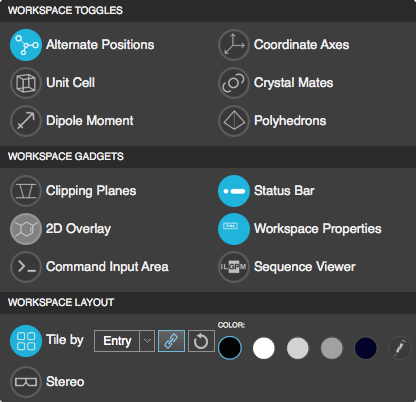 WORKSPACE TOGGLES
Alternate Positions Coordinate Axes
Unit Cell Crystal Mates
Dipole Moment Polyhedrons
WORKSPACE GADGETS
Clipping Planes Status Bar
2D Overlay Workspace Properties
Command Input Area ILGPM Sequence Viewer
WORKSPACE LAYOUT
COLOR:
Tile by Entry
Stereo